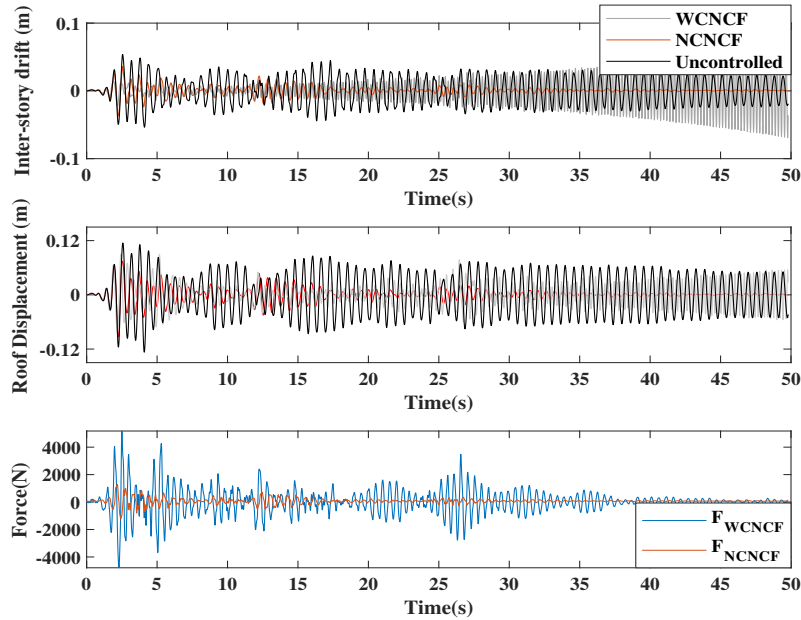 0.1
0
-0.1
Inter-story drift (m)
WCNCF
NCNCF
Uncontrolled
0 5 10 15 20 25 30 35 40 45 50
Time(s)
0.12
0
-0.12
Roof Displacement (m)
0 5 10 15 20 25 30 35 40 45 50
Time(s)
4000
2000
0
-2000
-4000
Force(N)
F_WCNCF
F_NCNCF
0 5 10 15 20 25 30 35 40 45 50
Time(s)